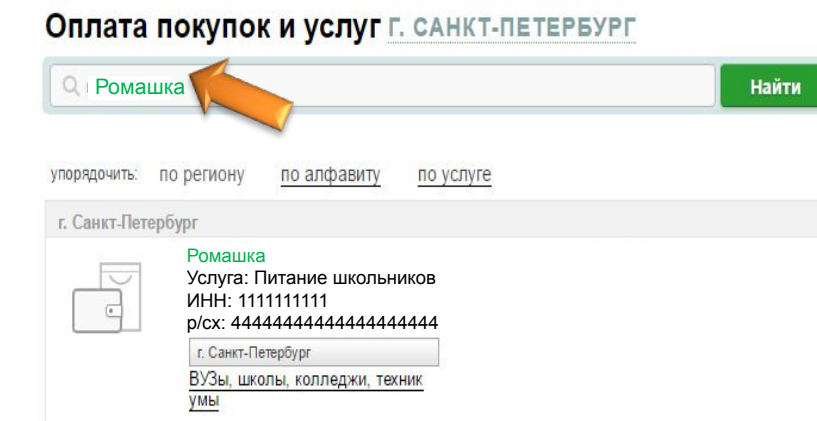 Оплата покупок и услуг г. САНКТ-ПЕТЕРБУРГ
Ромашка
Найти
упорядочить: по региону по алфавиту по услуге
г. Санкт-Петербург
Ромашка
Услуга: Питание школьников
ИНН: 1111111111
р/сх: 44444444444444444444
г. Санкт-Петербург
ВУЗы, школы, колледжи, техник
умы